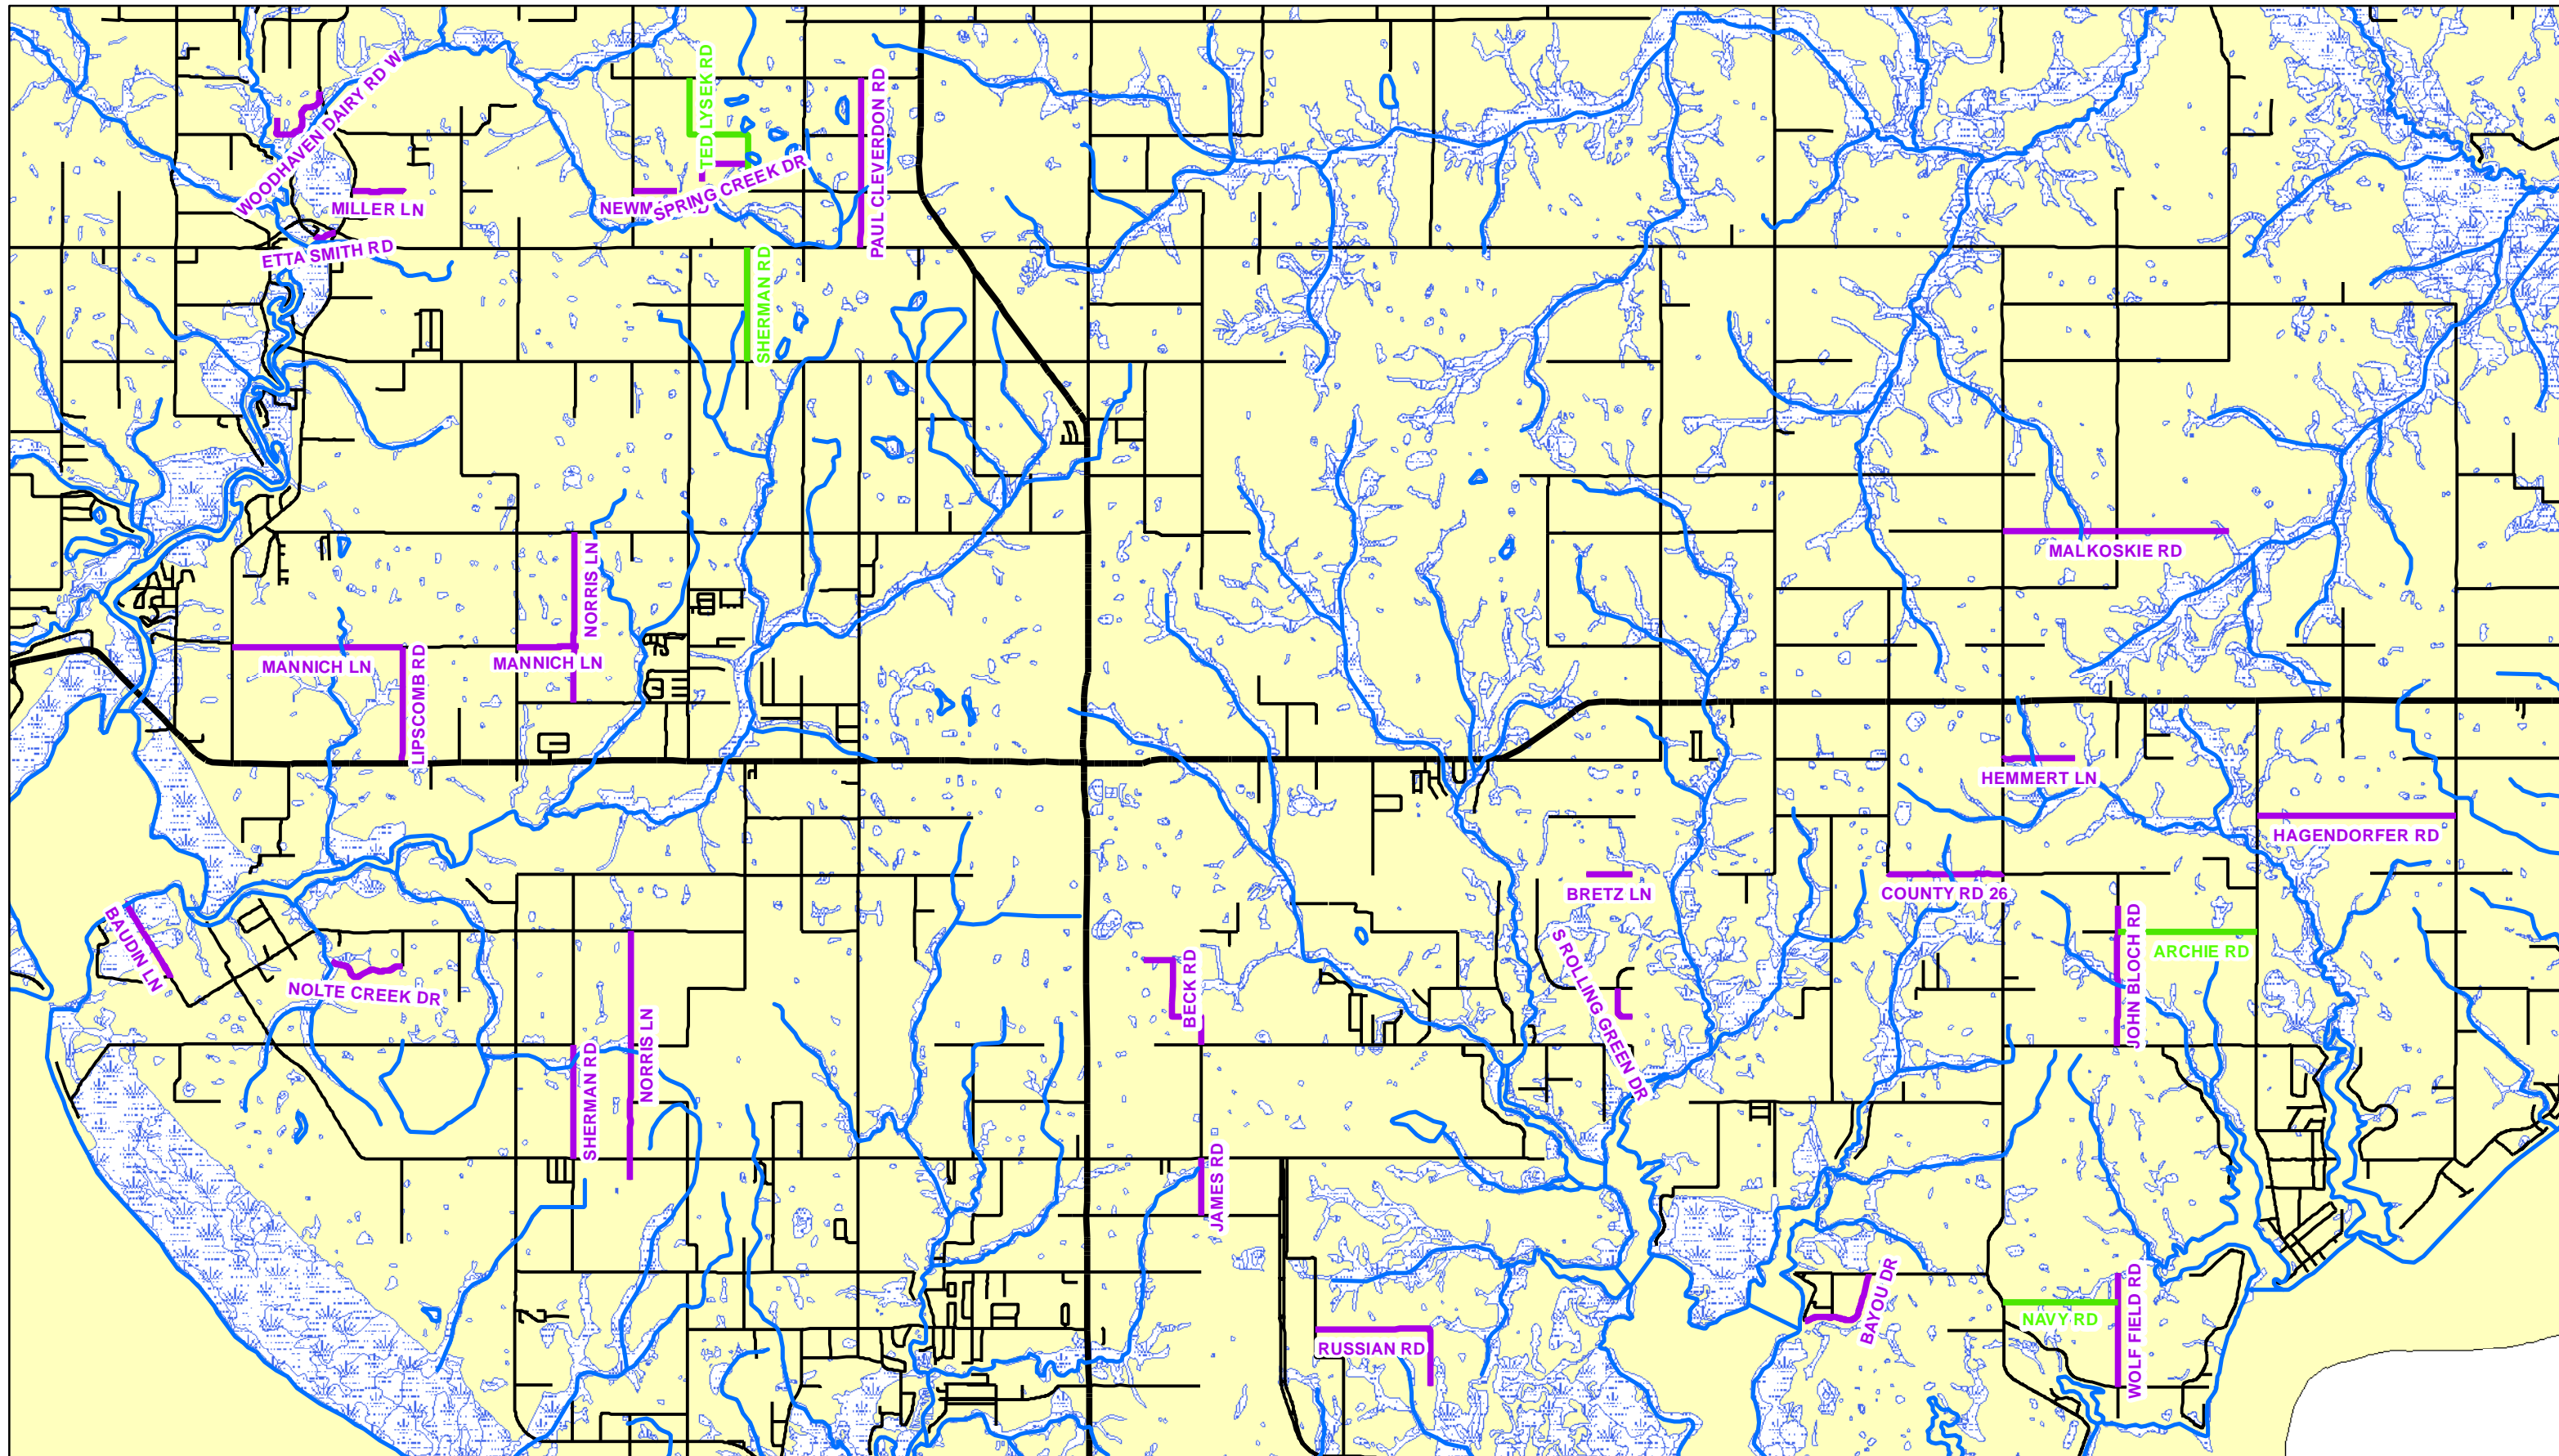 WOODHAVEN DAIRY RD W
TED LYSEK RD
PAUL CLEVERDON RD
MILLER LN
SPRING CREEK DR
ETTA SMITH RD
SHERMAN RD
MALKOSKIE RD
NORRIS LN
MANNICH LN
MANNICH LN
LIPSCOMB RD
HEMMERT LN
HAGENDORFER RD
BRETZ LN
COUNTY RD 26
BAUDIN LN
NOLTE CREEK DR
BECK RD
S ROLLING GREEN DR
JOHN BLOCH RD
ARCHIE RD
NORRIS LN
SHERMAN RD
JAMES RD
BAYOU DR
NAVY RD
WOLF FIELD RD
RUSSIAN RD